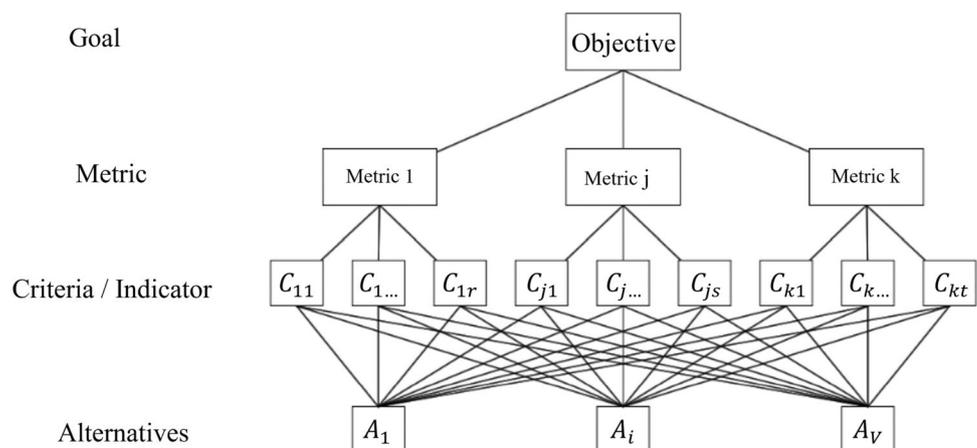 Goal
Objective
Metric
Metric 1
Metric j
Metric k
Criteria / Indicator
C₁₁
C₁...
C₁ᵣ
Cⱼ₁
Cⱼ...
Cⱼₛ
Cₖ₁
Cₖ...
Cₖₜ
Alternatives
A₁
Aᵢ
A_V